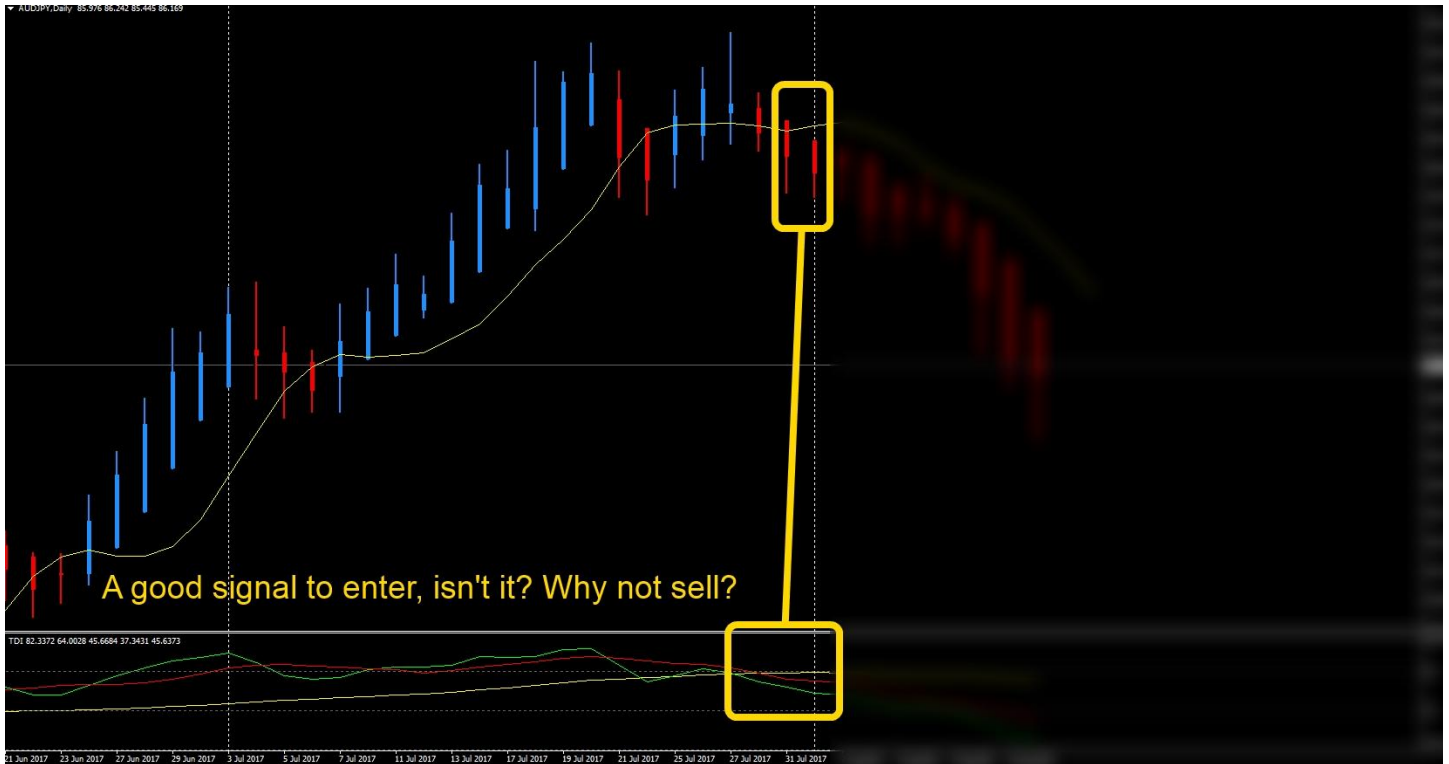 AUDJPY,Daily 85.976 86.242 85.445 86.169
A good signal to enter, isn't it? Why not sell?
TDI 82.3372 64.0028 45.6684 37.3431 45.6373
21 Jun 2017 23 Jun 2017 27 Jun 2017 29 Jun 2017 3 Jul 2017 5 Jul 2017 7 Jul 2017 11 Jul 2017 13 Jul 2017 17 Jul 2017 19 Jul 2017 21 Jul 2017 25 Jul 2017 27 Jul 2017 31 Jul 2017